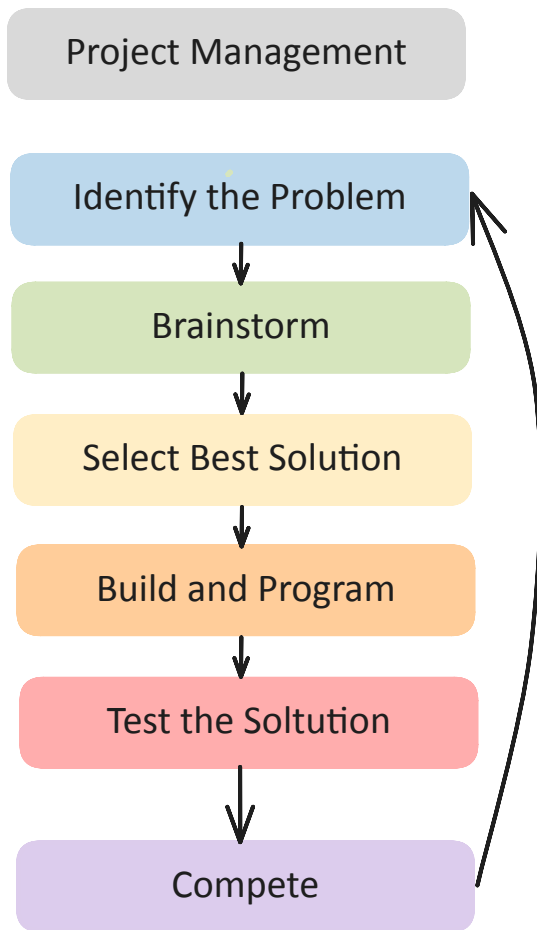 Project Management
Identify the Problem
Brainstorm
Select Best Solution
Build and Program
Test the Soltution
Compete